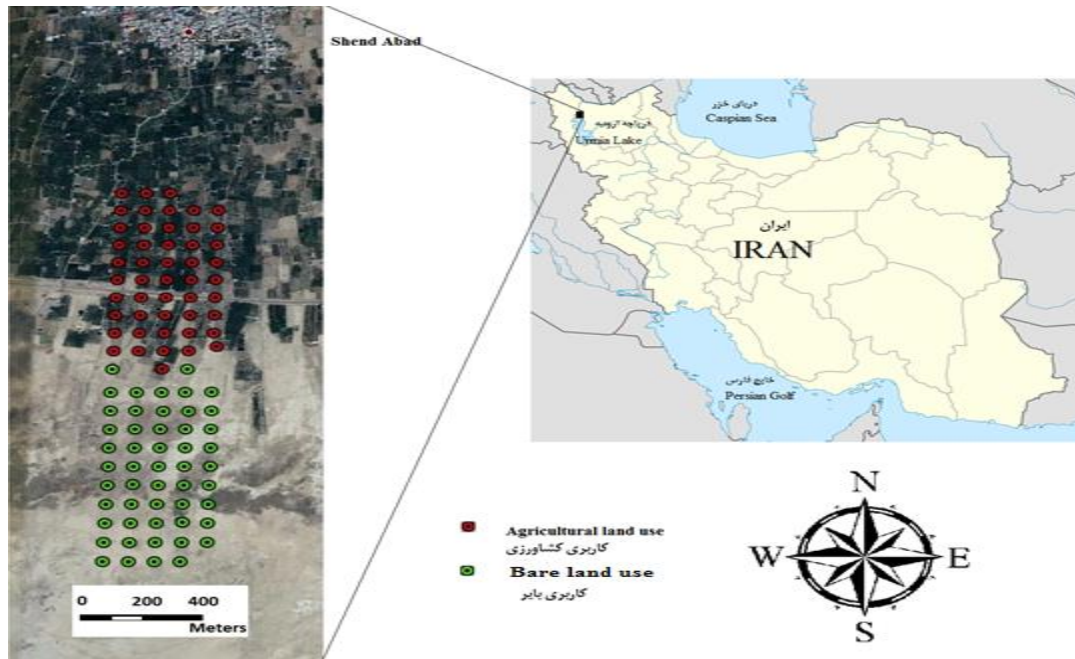 Shend Abad
دریای خزر
Caspian Sea
دریاچه ارومیه
Urmia Lake
ایران
IRAN
خلیج فارس
Persian Golf
Agricultural land use
کاربری کشاورزی
Bare land use
کاربری بایر
N
W
E
S
0 200 400
Meters